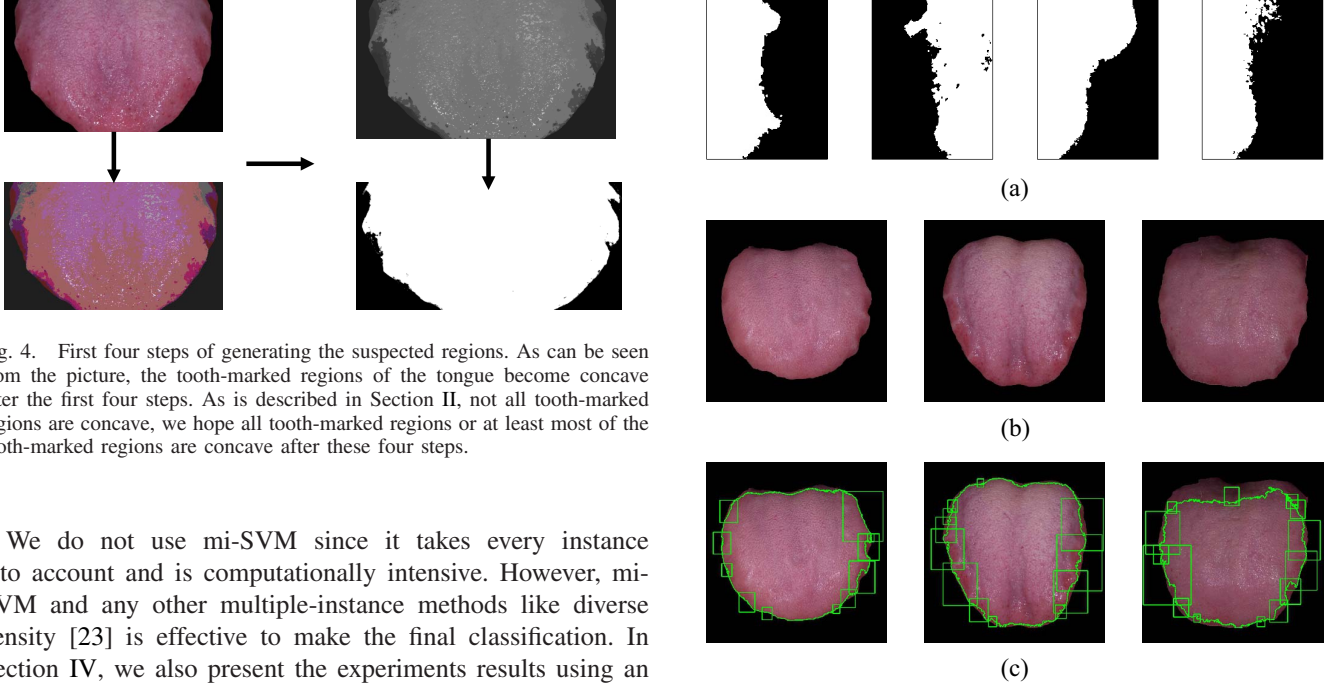 g. 4. First four steps of generating the suspected regions. As can be seen
om the picture, the tooth-marked regions of the tongue become concave
ter the first four steps. As is described in Section II, not all tooth-marked
gions are concave, we hope all tooth-marked regions or at least most of the
oth-marked regions are concave after these four steps.
We do not use mi-SVM since it takes every instance
to account and is computationally intensive. However, mi-
VM and any other multiple-instance methods like diverse
ensity [23] is effective to make the final classification. In
ection IV, we also present the experiments results using an
(a)
(b)
(c)